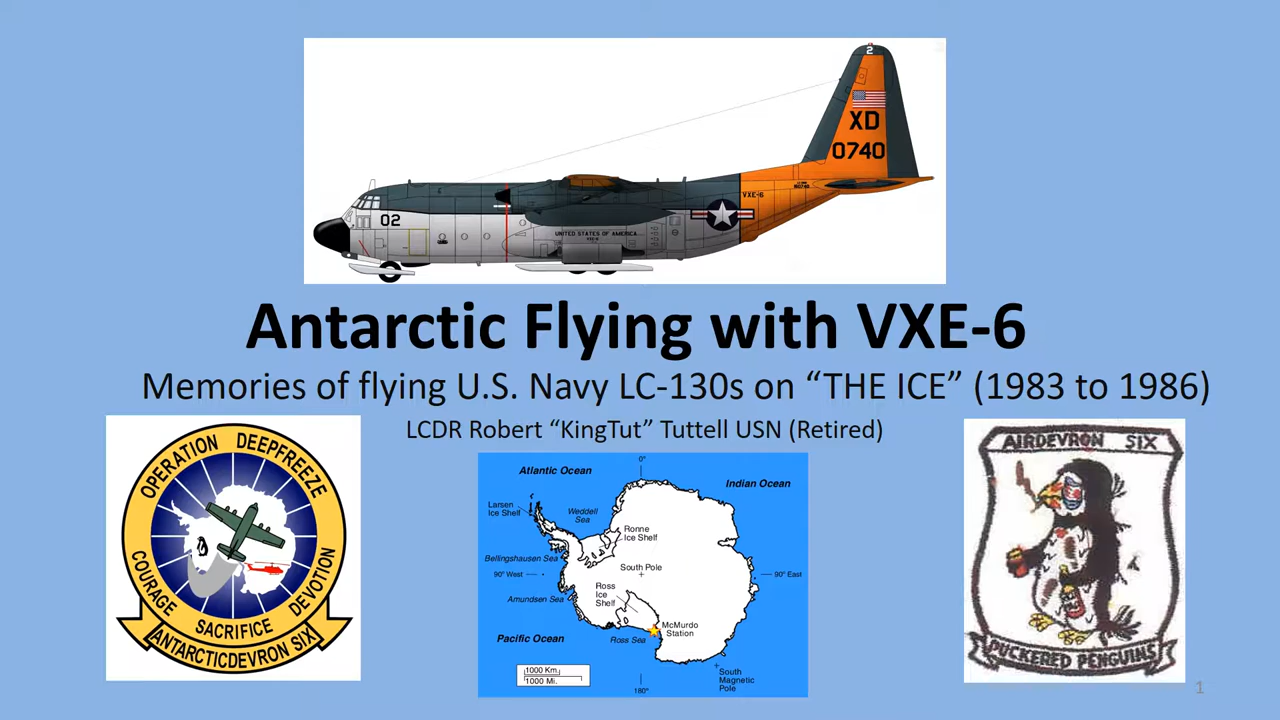 2
XD
0740
VXE-6
02
UNITED STATES OF AMERICA
Antarctic Flying with VXE-6
Memories of flying U.S. Navy LC-130s on “THE ICE” (1983 to 1986)
LCDR Robert “KingTut” Tuttell USN (Retired)
OPERATION DEEPFREEZE
COURAGE SACRIFICE DEVOTION
ANTARCTICDEVRON SIX
0°
Atlantic Ocean
Indian Ocean
Larsen
Ice Shelf
Weddell
Sea
Ronne
Ice Shelf
Bellingshausen Sea
South Pole
90° West
90° East
Ross
Ice
Shelf
Amundsen Sea
McMurdo
Station
Pacific Ocean
Ross Sea
1000 Km.
1000 Mi.
South
Magnetic
Pole
180°
AIRDEVRON SIX
PUCKERED PENGUINS
1